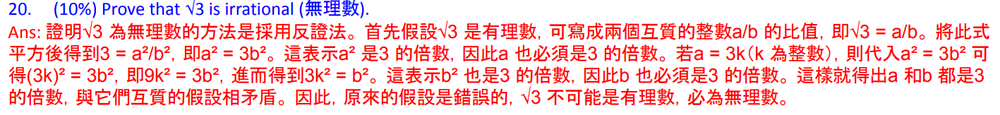 20. (10%) Prove that √3 is irrational (無理數).
Ans: 證明√3 為無理數的方法是採用反證法。首先假設√3 是有理數, 可寫成兩個互質的整數a/b 的比值, 即√3 = a/b。將此式
平方後得到3 = a²/b², 即a² = 3b²。這表示a² 是3 的倍數, 因此a 也必須是3 的倍數。若a = 3k(k 為整數), 則代入a² = 3b² 可
得(3k)² = 3b², 即9k² = 3b², 進而得到3k² = b²。這表示b² 也是3 的倍數, 因此b 也必須是3 的倍數。這樣就得出a 和b 都是3
的倍數, 與它們互質的假設相矛盾。因此, 原來的假設是錯誤的, √3 不可能是有理數, 必為無理數。